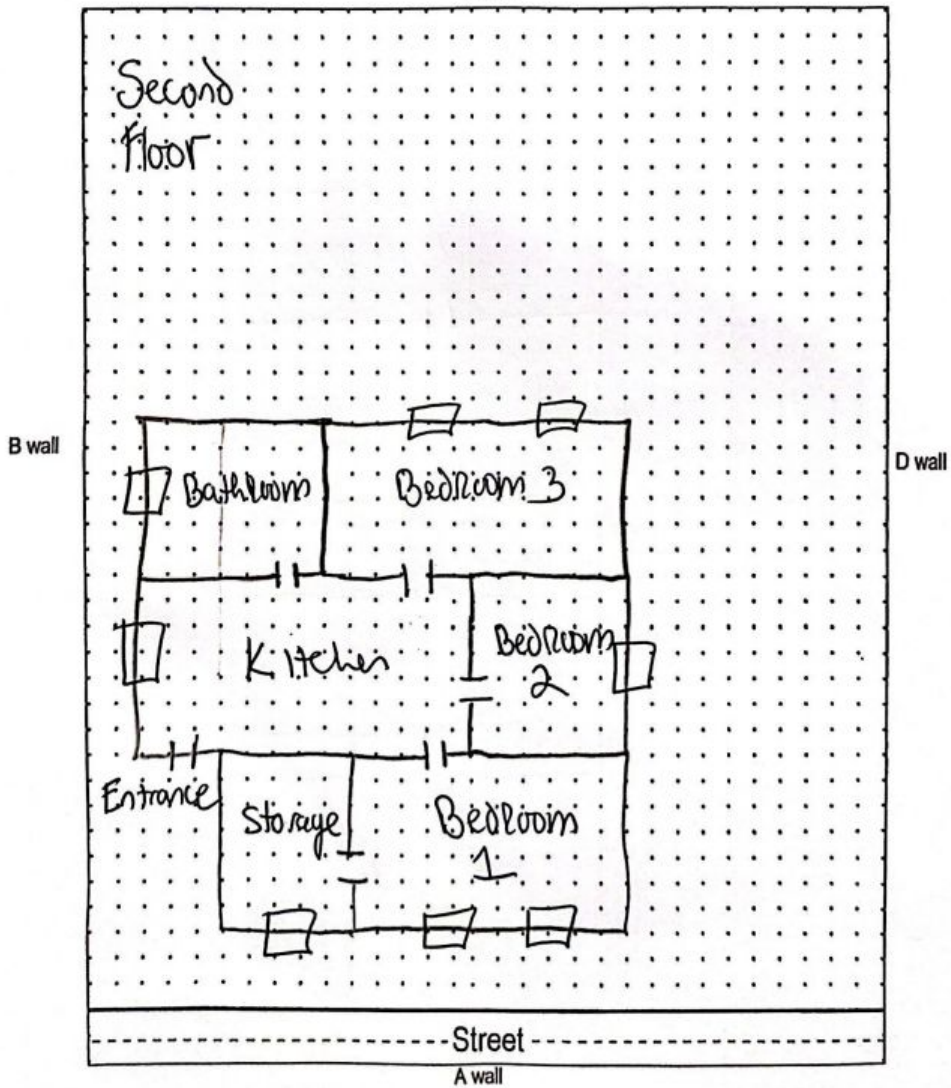 Second
Floor
B wall
D wall
BathRoom
BedRoom 3
Kitchen
BedRoom
2
Entrance
Storage
BedRoom
1
Street
A wall